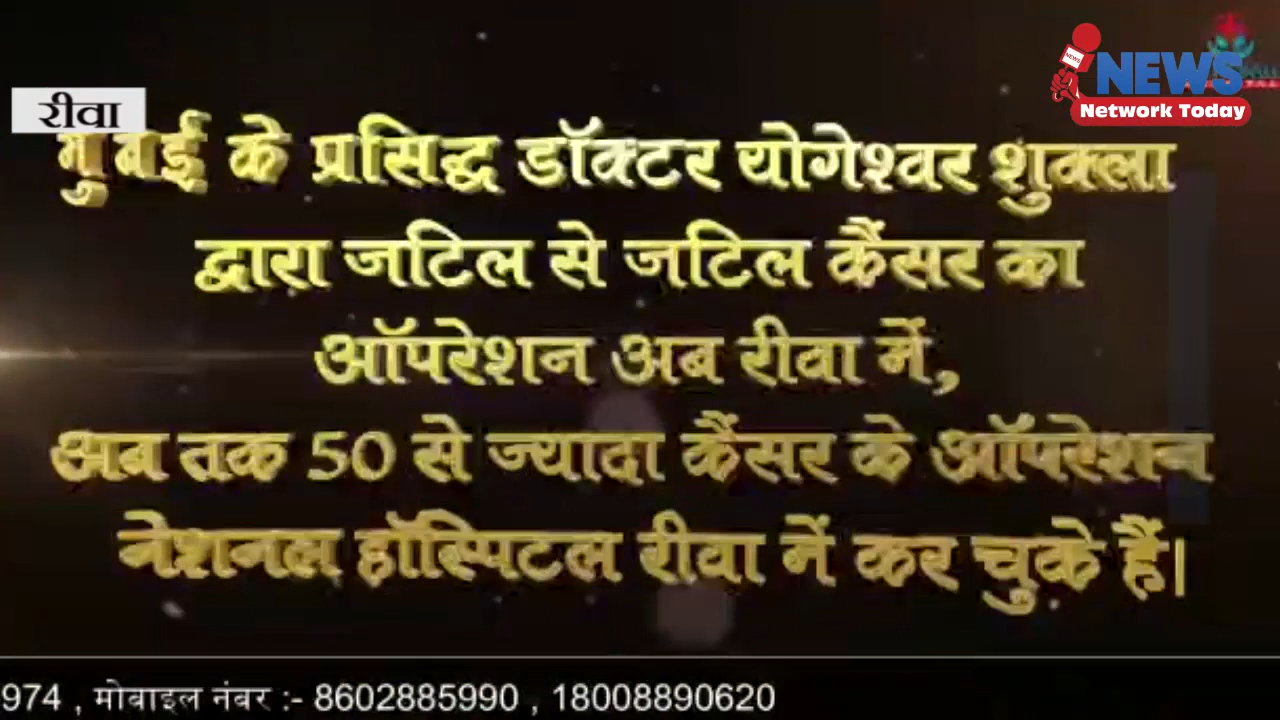 NEWS
NEWS
Network Today
रीवा
मुंबई के प्रसिद्ध डॉक्टर योगेश्वर शुक्ला
द्वारा जटिल से जटिल कैंसर का
ऑपरेशन अब रीवा में,
अब तक 50 से ज्यादा कैंसर के ऑपरेशन
नेशनल हॉस्पिटल रीवा में कर चुके हैं।
974 , मोबाइल नंबर :- 8602885990 , 18008890620